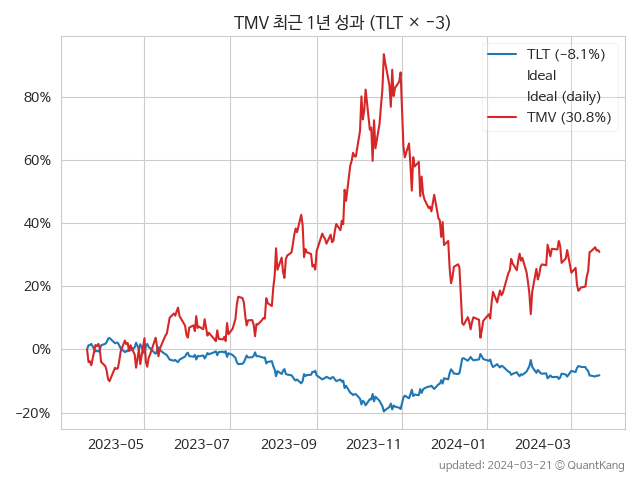 TMV 최근 1년 성과 (TLT × −3)
TLT (−8.1%)
Ideal
Ideal (daily)
TMV (30.8%)
80%
60%
40%
20%
0%
−20%
2023−05
2023−07
2023−09
2023−11
2024−01
2024−03
updated: 2024−03−21 © QuantKang